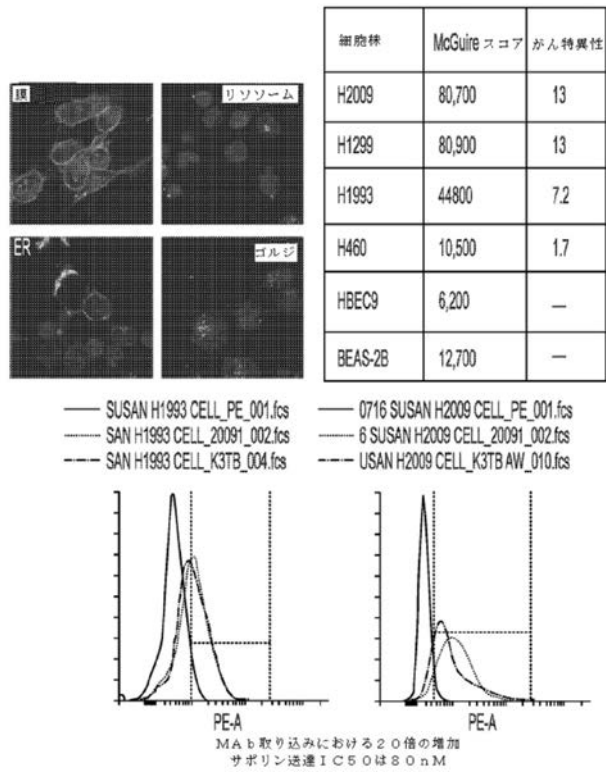 膜
リソソーム
ER
ゴルジ
細胞株 McGuire スコア がん特異性
H2009 80,700 13
H1299 80,900 13
H1993 44800 7.2
H460 10,500 1.7
HBEC9 6,200 —
BEAS-2B 12,700 —
SUSAN H1993 CELL_PE_001.fcs
SAN H1993 CELL_20091_002.fcs
SAN H1993 CELL_K3TB_004.fcs
0716 SUSAN H2009 CELL_PE_001.fcs
6 SUSAN H2009 CELL_20091_002.fcs
USAN H2009 CELL_K3TB AW_010.fcs
PE-A
PE-A
MAb取り込みにおける20倍の増加
サポリン送達IC50は80nM